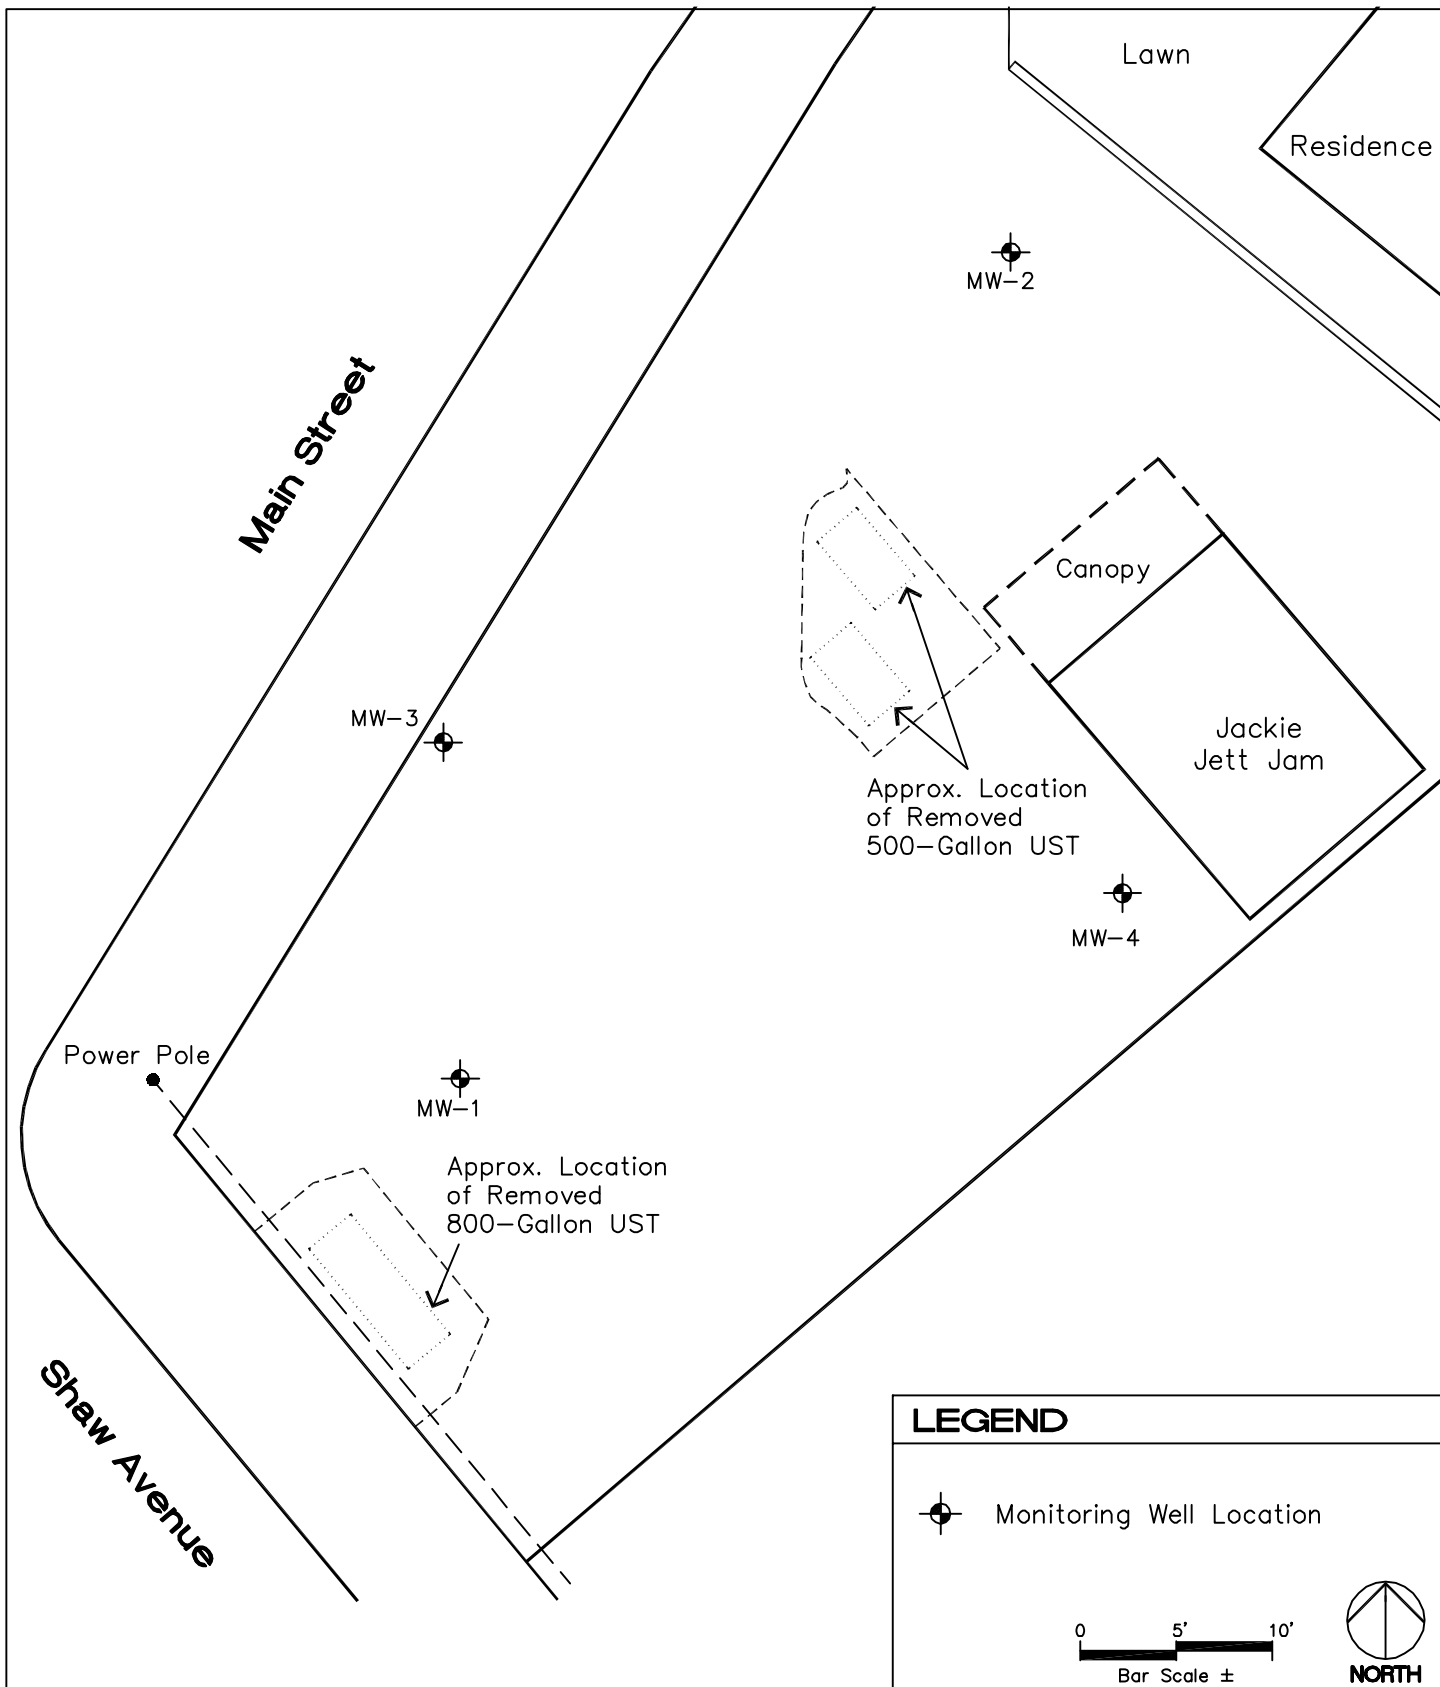 Lawn
Residence
MW-2
Main Street
Canopy
MW-3
Jackie
Jett Jam
Approx. Location
of Removed
500-Gallon UST
MW-4
Power Pole
MW-1
Approx. Location
of Removed
800-Gallon UST
Shaw Avenue
LEGEND
Monitoring Well Location
0 5' 10'
Bar Scale ±
NORTH